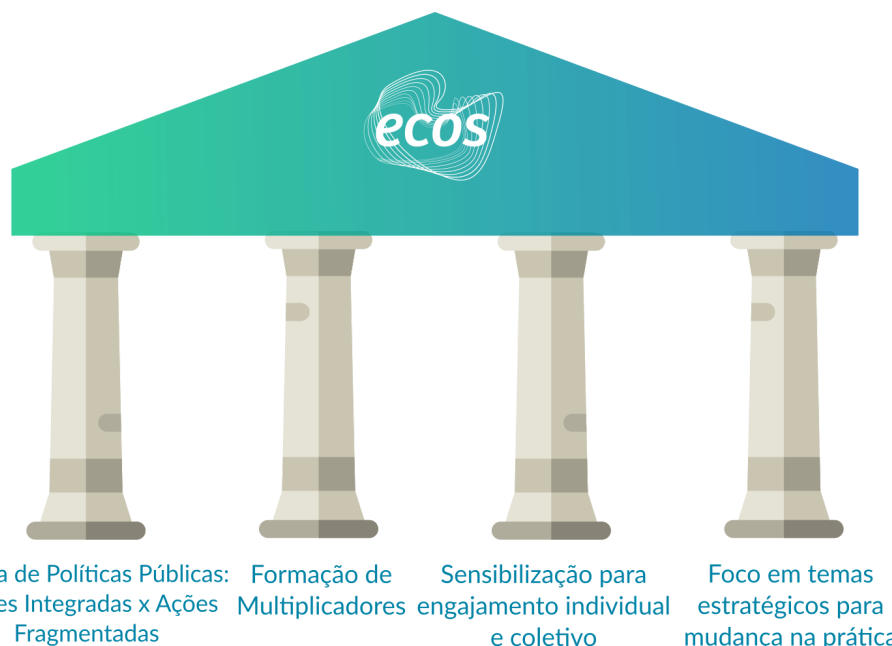 ecos
a de Políticas Públicas:
es Integradas x Ações
Fragmentadas
Formação de
Multiplicadores
Sensibilização para
engajamento individual
e coletivo
Foco em temas
estratégicos para
mudança na prática